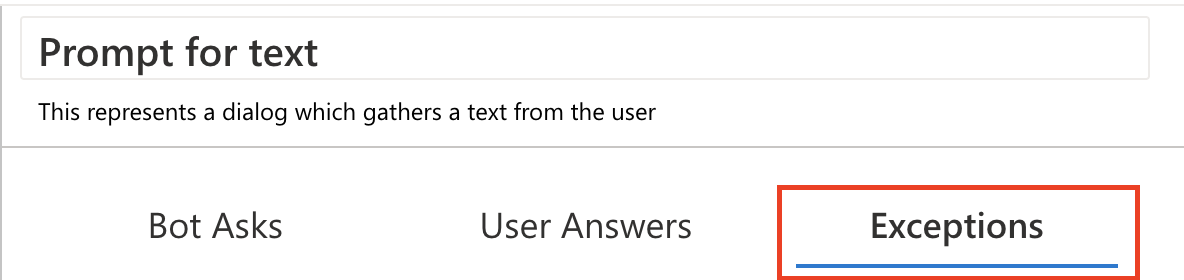 Prompt for text
This represents a dialog which gathers a text from the user
Bot Asks User Answers Exceptions